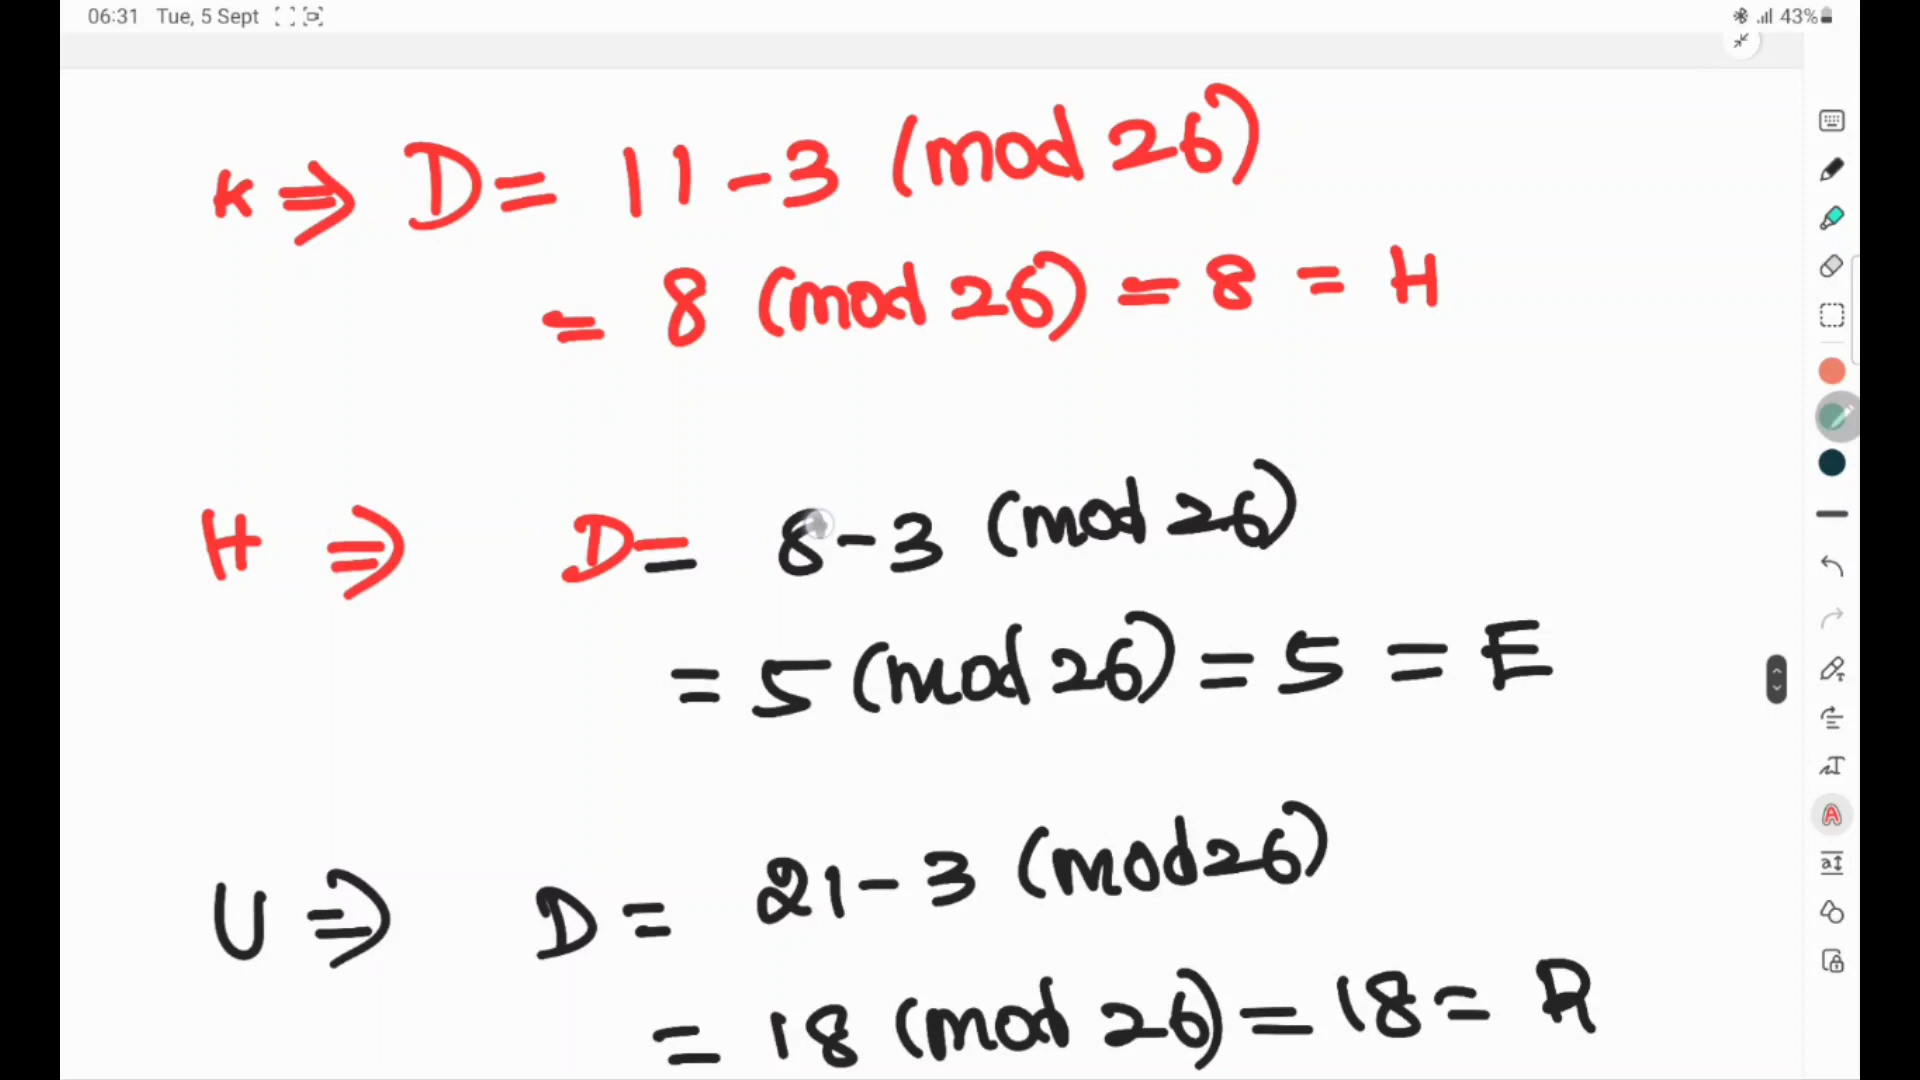 06:31 Tue, 5 Sept 43%
K ⇒ D = 11 - 3 (mod 26)
= 8 (mod 26) = 8 = H
H ⇒ D = 8 - 3 (mod 26)
= 5 (mod 26) = 5 = E
U ⇒ D = 21 - 3 (mod 26)
= 18 (mod 26) = 18 = R